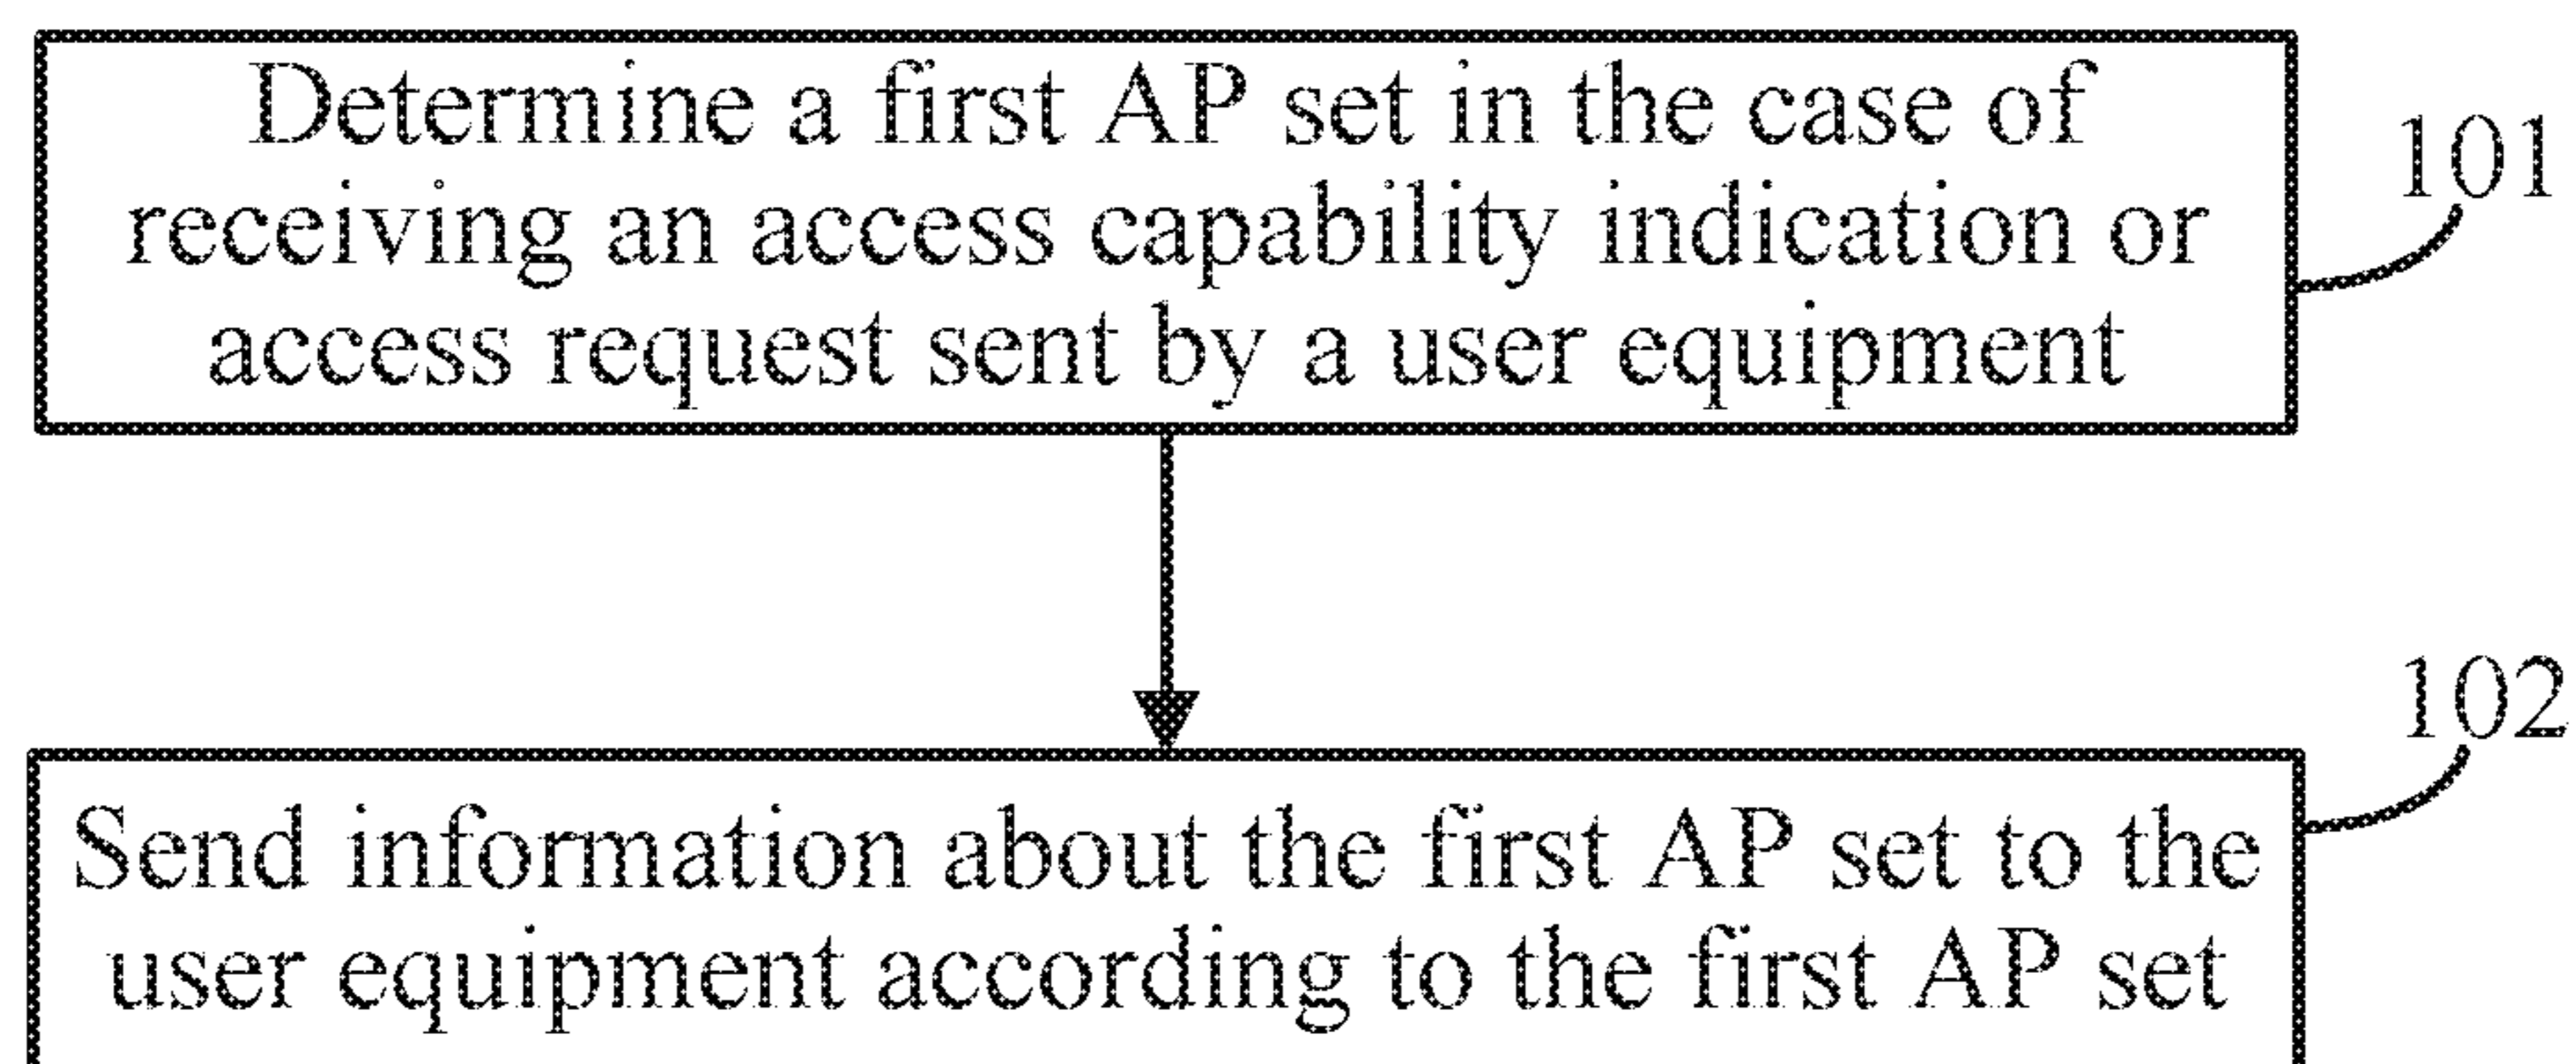 Determine a first AP set in the case of
receiving an access capability indication or
access request sent by a user equipment
101
102
Send information about the first AP set to the
user equipment according to the first AP set